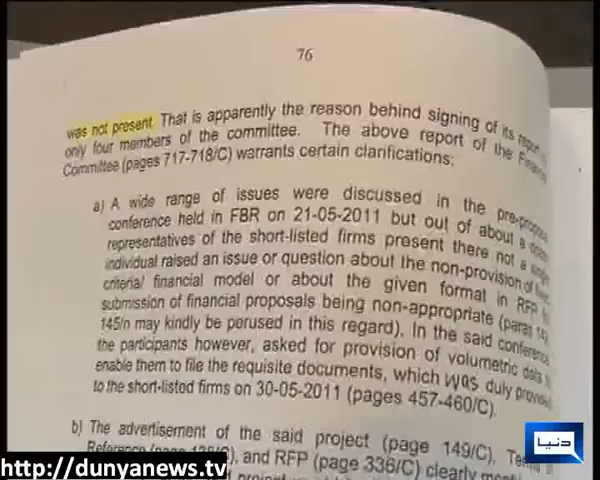 76
was not present. That is apparently the reason behind signing of its report
only four members of the committee. The above report of the
Committee (pages 717-718/C) warrants certain clarifications:
a) A wide range of issues were discussed in the
conference held in FBR on 21-05-2011 but out of about a
representatives of the short-listed firms present there not a
individual raised an issue or question about the non-provision of
criteria/ financial model or about the given format in RFP
submission of financial proposals being non-appropriate (paras
145/n may kindly be perused in this regard). In the said conference
the participants however, asked for provision of volumetric data
enable them to file the requisite documents, which was duly provided
to the short-listed firms on 30-05-2011 (pages 457-460/C).
b) The advertisement of the said project (page 149/C),
Reference, and RFP (page 336/C) clearly
دنیا
http://dunyanews.tv